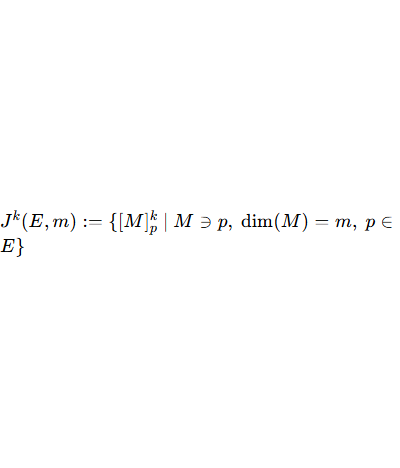 J^k(E, m) := {[M]_p^k | M ∋ p, dim(M) = m, p ∈
E}